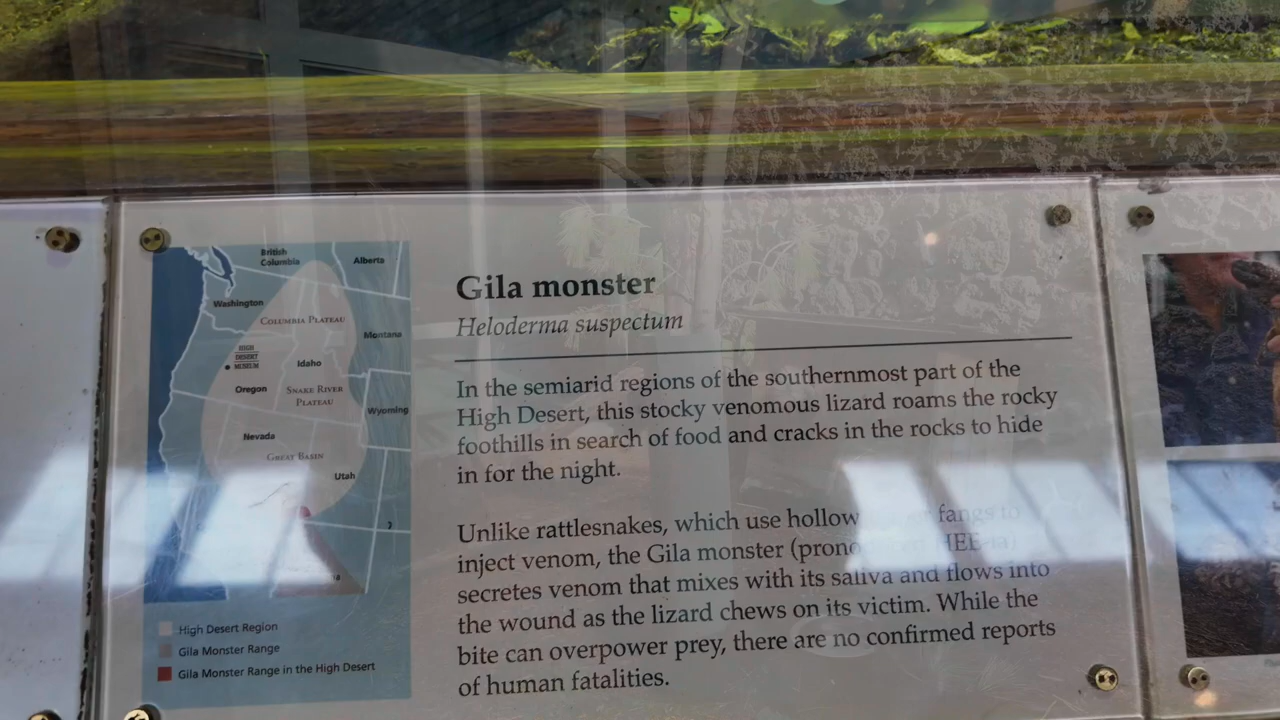 British
Columbia
Alberta
Washington
COLUMBIA PLATEAU
Montana
HIGH
DESERT
MUSEUM
Idaho
Oregon
SNAKE RIVER
PLATEAU
Wyoming
Nevada
GREAT BASIN
Utah
High Desert Region
Gila Monster Range
Gila Monster Range in the High Desert
Gila monster
Heloderma suspectum
In the semiarid regions of the southernmost part of the
High Desert, this stocky venomous lizard roams the rocky
foothills in search of food and cracks in the rocks to hide
in for the night.
Unlike rattlesnakes, which use hollow fangs to
inject venom, the Gila monster (
secretes venom that mixes with its saliva and flows into
the wound as the lizard chews on its victim. While the
bite can overpower prey, there are no confirmed reports
of human fatalities.